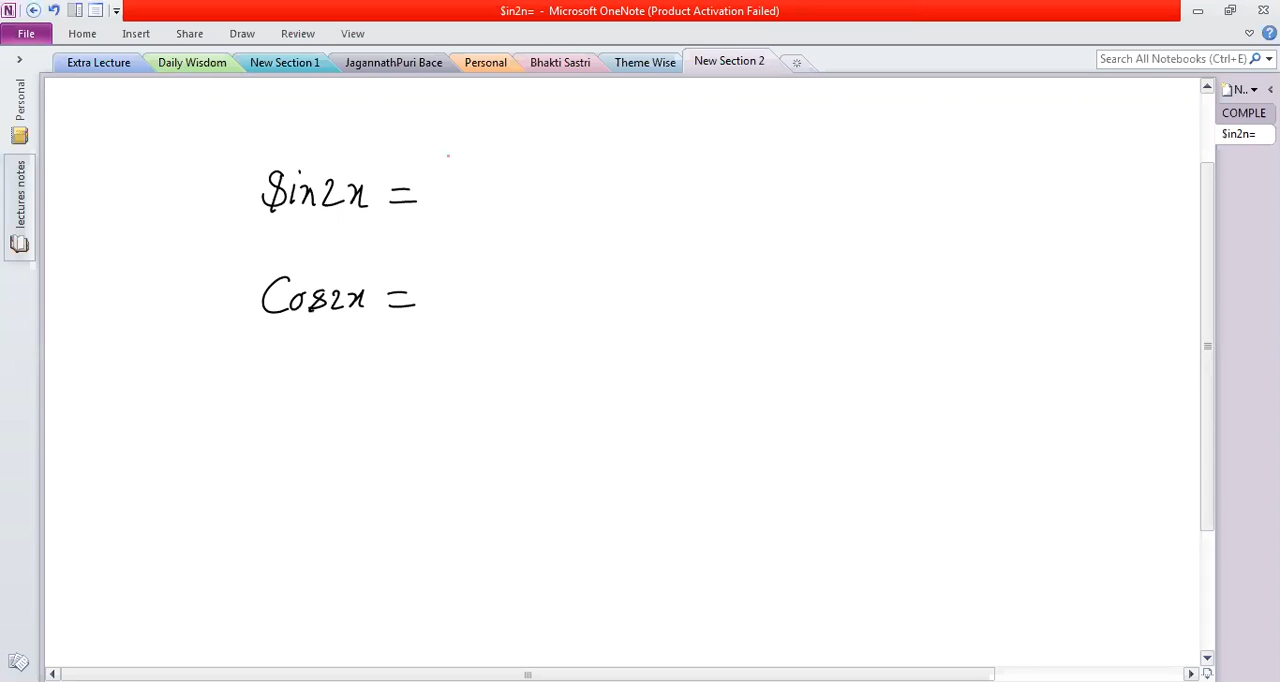 $in2n= - Microsoft OneNote (Product Activation Failed)
File Home Insert Share Draw Review View
Extra Lecture Daily Wisdom New Section 1 JagannathPuri Bace Personal Bhakti Sastri Theme Wise New Section 2
Search All Notebooks (Ctrl+E)
N..
COMPLE
$in2n=
Personal
lectures notes
Sin2x =
Cos2x =